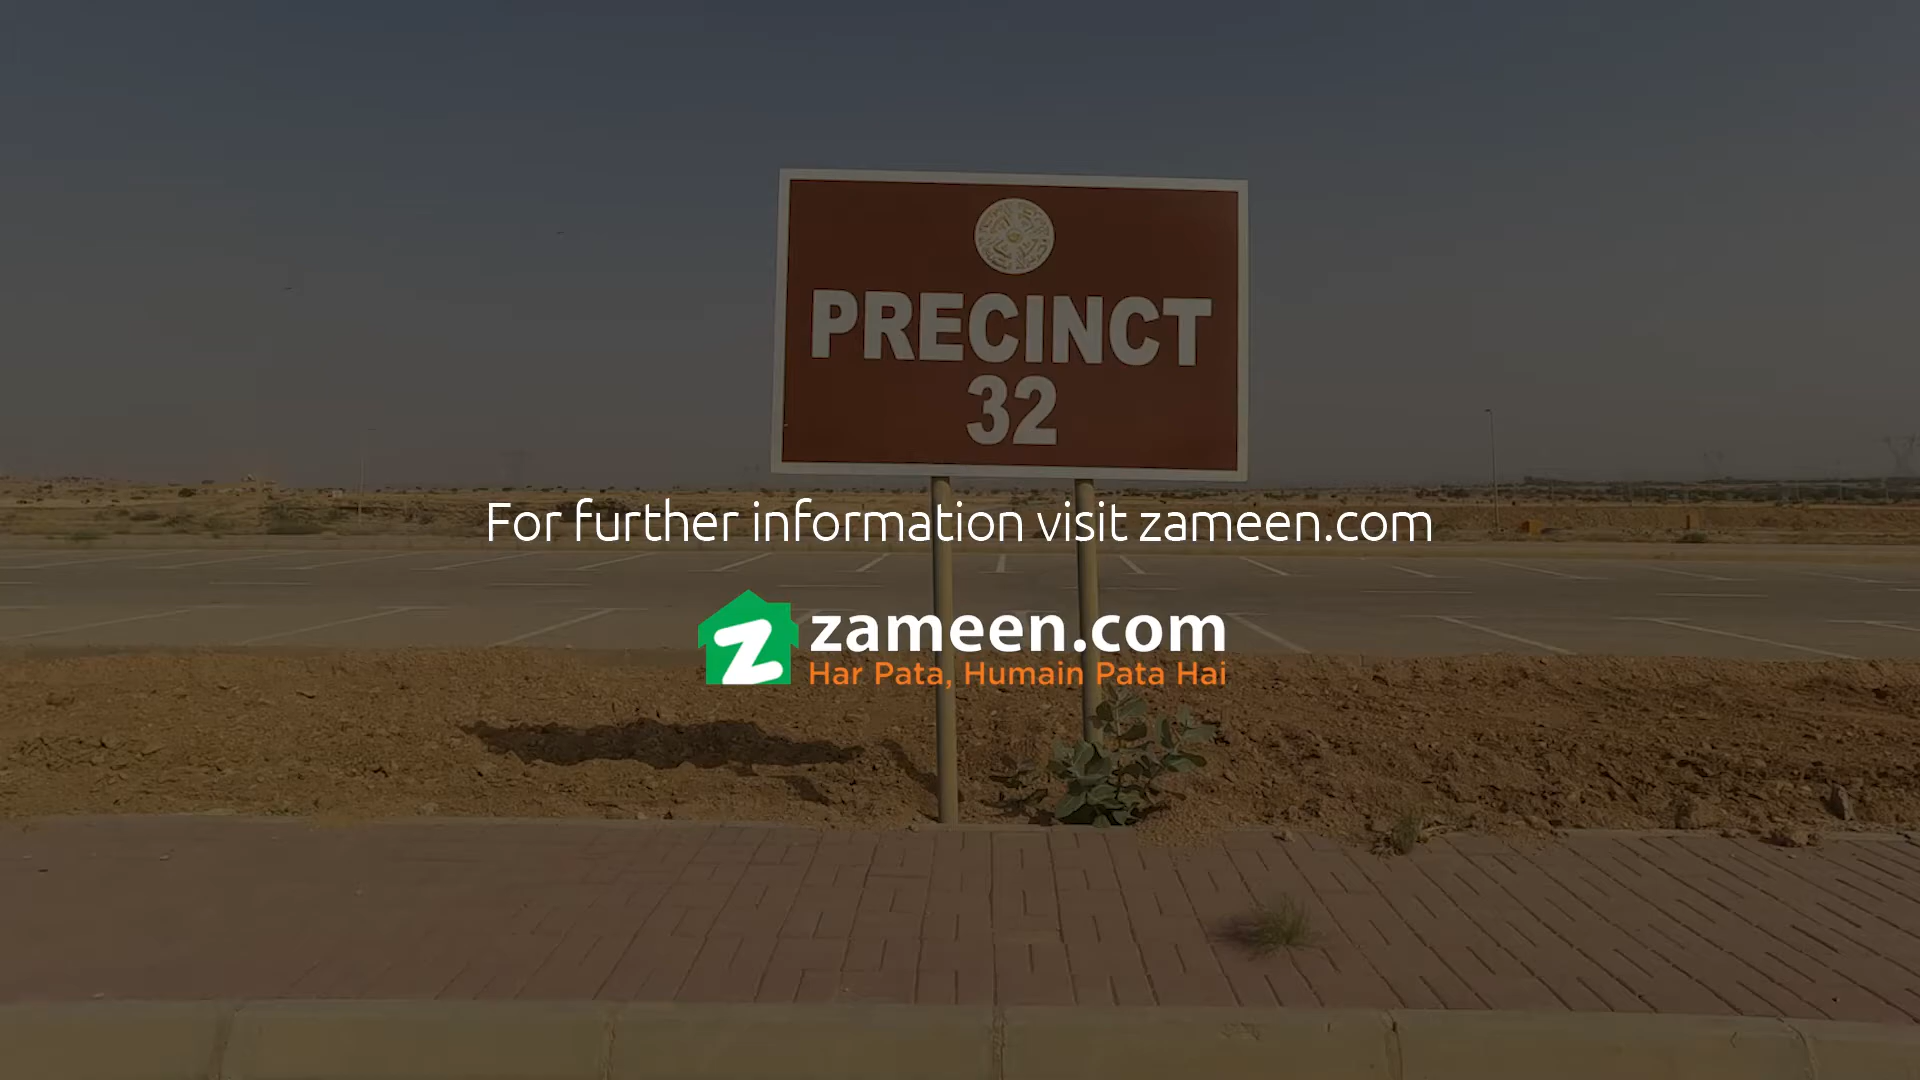 PRECINCT
32
For further information visit zameen.com
zameen.com
Har Pata, Humain Pata Hai